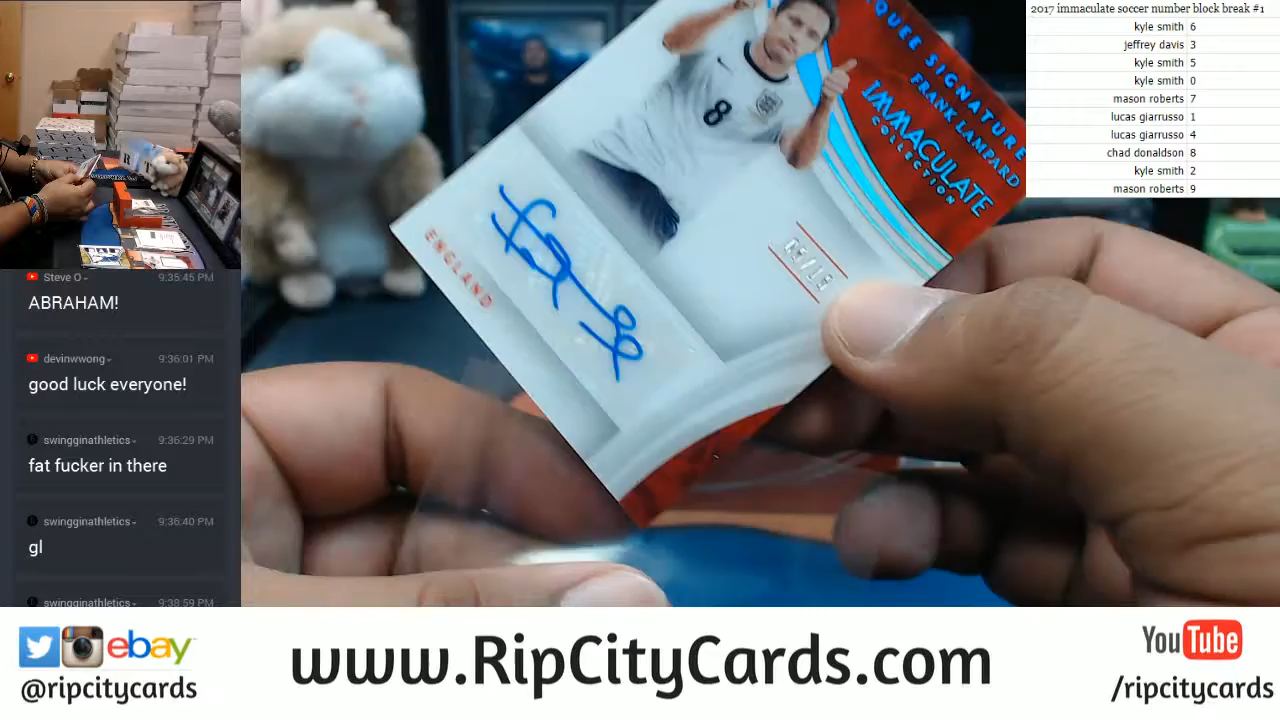 2017 immaculate soccer number block break #1
kyle smith 6
jeffrey davis 3
kyle smith 5
kyle smith 0
mason roberts 7
lucas giarrusso 1
lucas giarrusso 4
chad donaldson 8
kyle smith 2
mason roberts 9
QUEE SIGNATURE
FRANK LAMPARD
IMMACULATE
COLLECTION
8
ENGLAND
Steve O 9:35:45 PM
ABRAHAM!
devinwwong 9:36:01 PM
good luck everyone!
swingginathletics 9:36:29 PM
fat fucker in there
swingginathletics 9:36:40 PM
gl
swingginathletics 9:38:59 PM
ebay
@ripcitycards
www.RipCityCards.com
YouTube
/ripcitycards